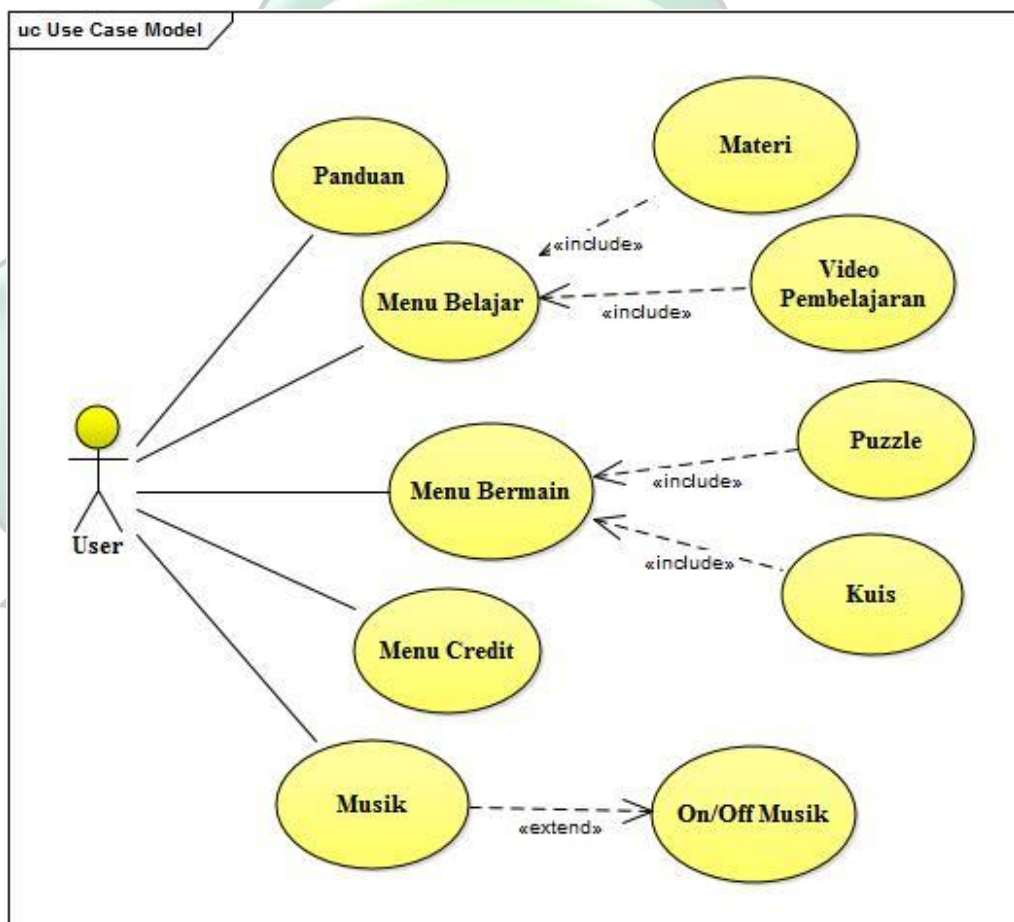 uc Use Case Model
Materi
Panduan
«include»
Video
Pembelajaran
Menu Belajar
«include»
Puzzle
Menu Bermain
«include»
User
«include»
Kuis
Menu Credit
Musik
«extend»
On/Off Musik